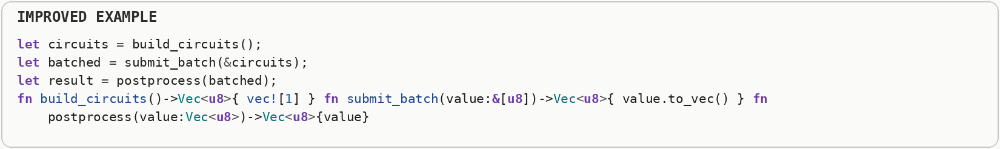 IMPROVED EXAMPLE
let circuits = build_circuits();
let batched = submit_batch(&circuits);
let result = postprocess(batched);
fn build_circuits()->Vec<u8>{ vec![1] } fn submit_batch(value:&[u8])->Vec<u8>{ value.to_vec() } fn
postprocess(value:Vec<u8>)->Vec<u8>{value}